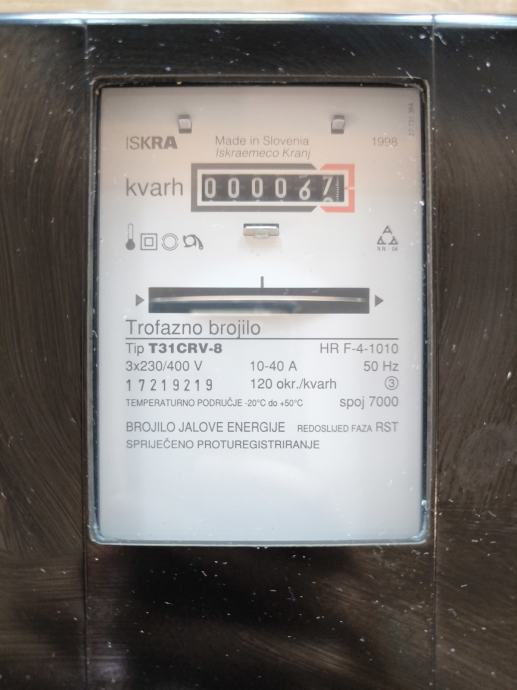 ISKRA
Made in Slovenia
Iskraemeco Kranj
1998
kvarh 0000067
Trofazno brojilo
Tip T31CRV-8 HR F-4-1010
3x230/400 V 10-40 A 50 Hz
17219219 120 okr./kvarh 3
TEMPERATURNO PODRUČJE -20°C do +50°C spoj 7000
BROJILO JALOVE ENERGIJE REDOSLIJED FAZA RST
SPRIJEČENO PROTUREGISTRIRANJE